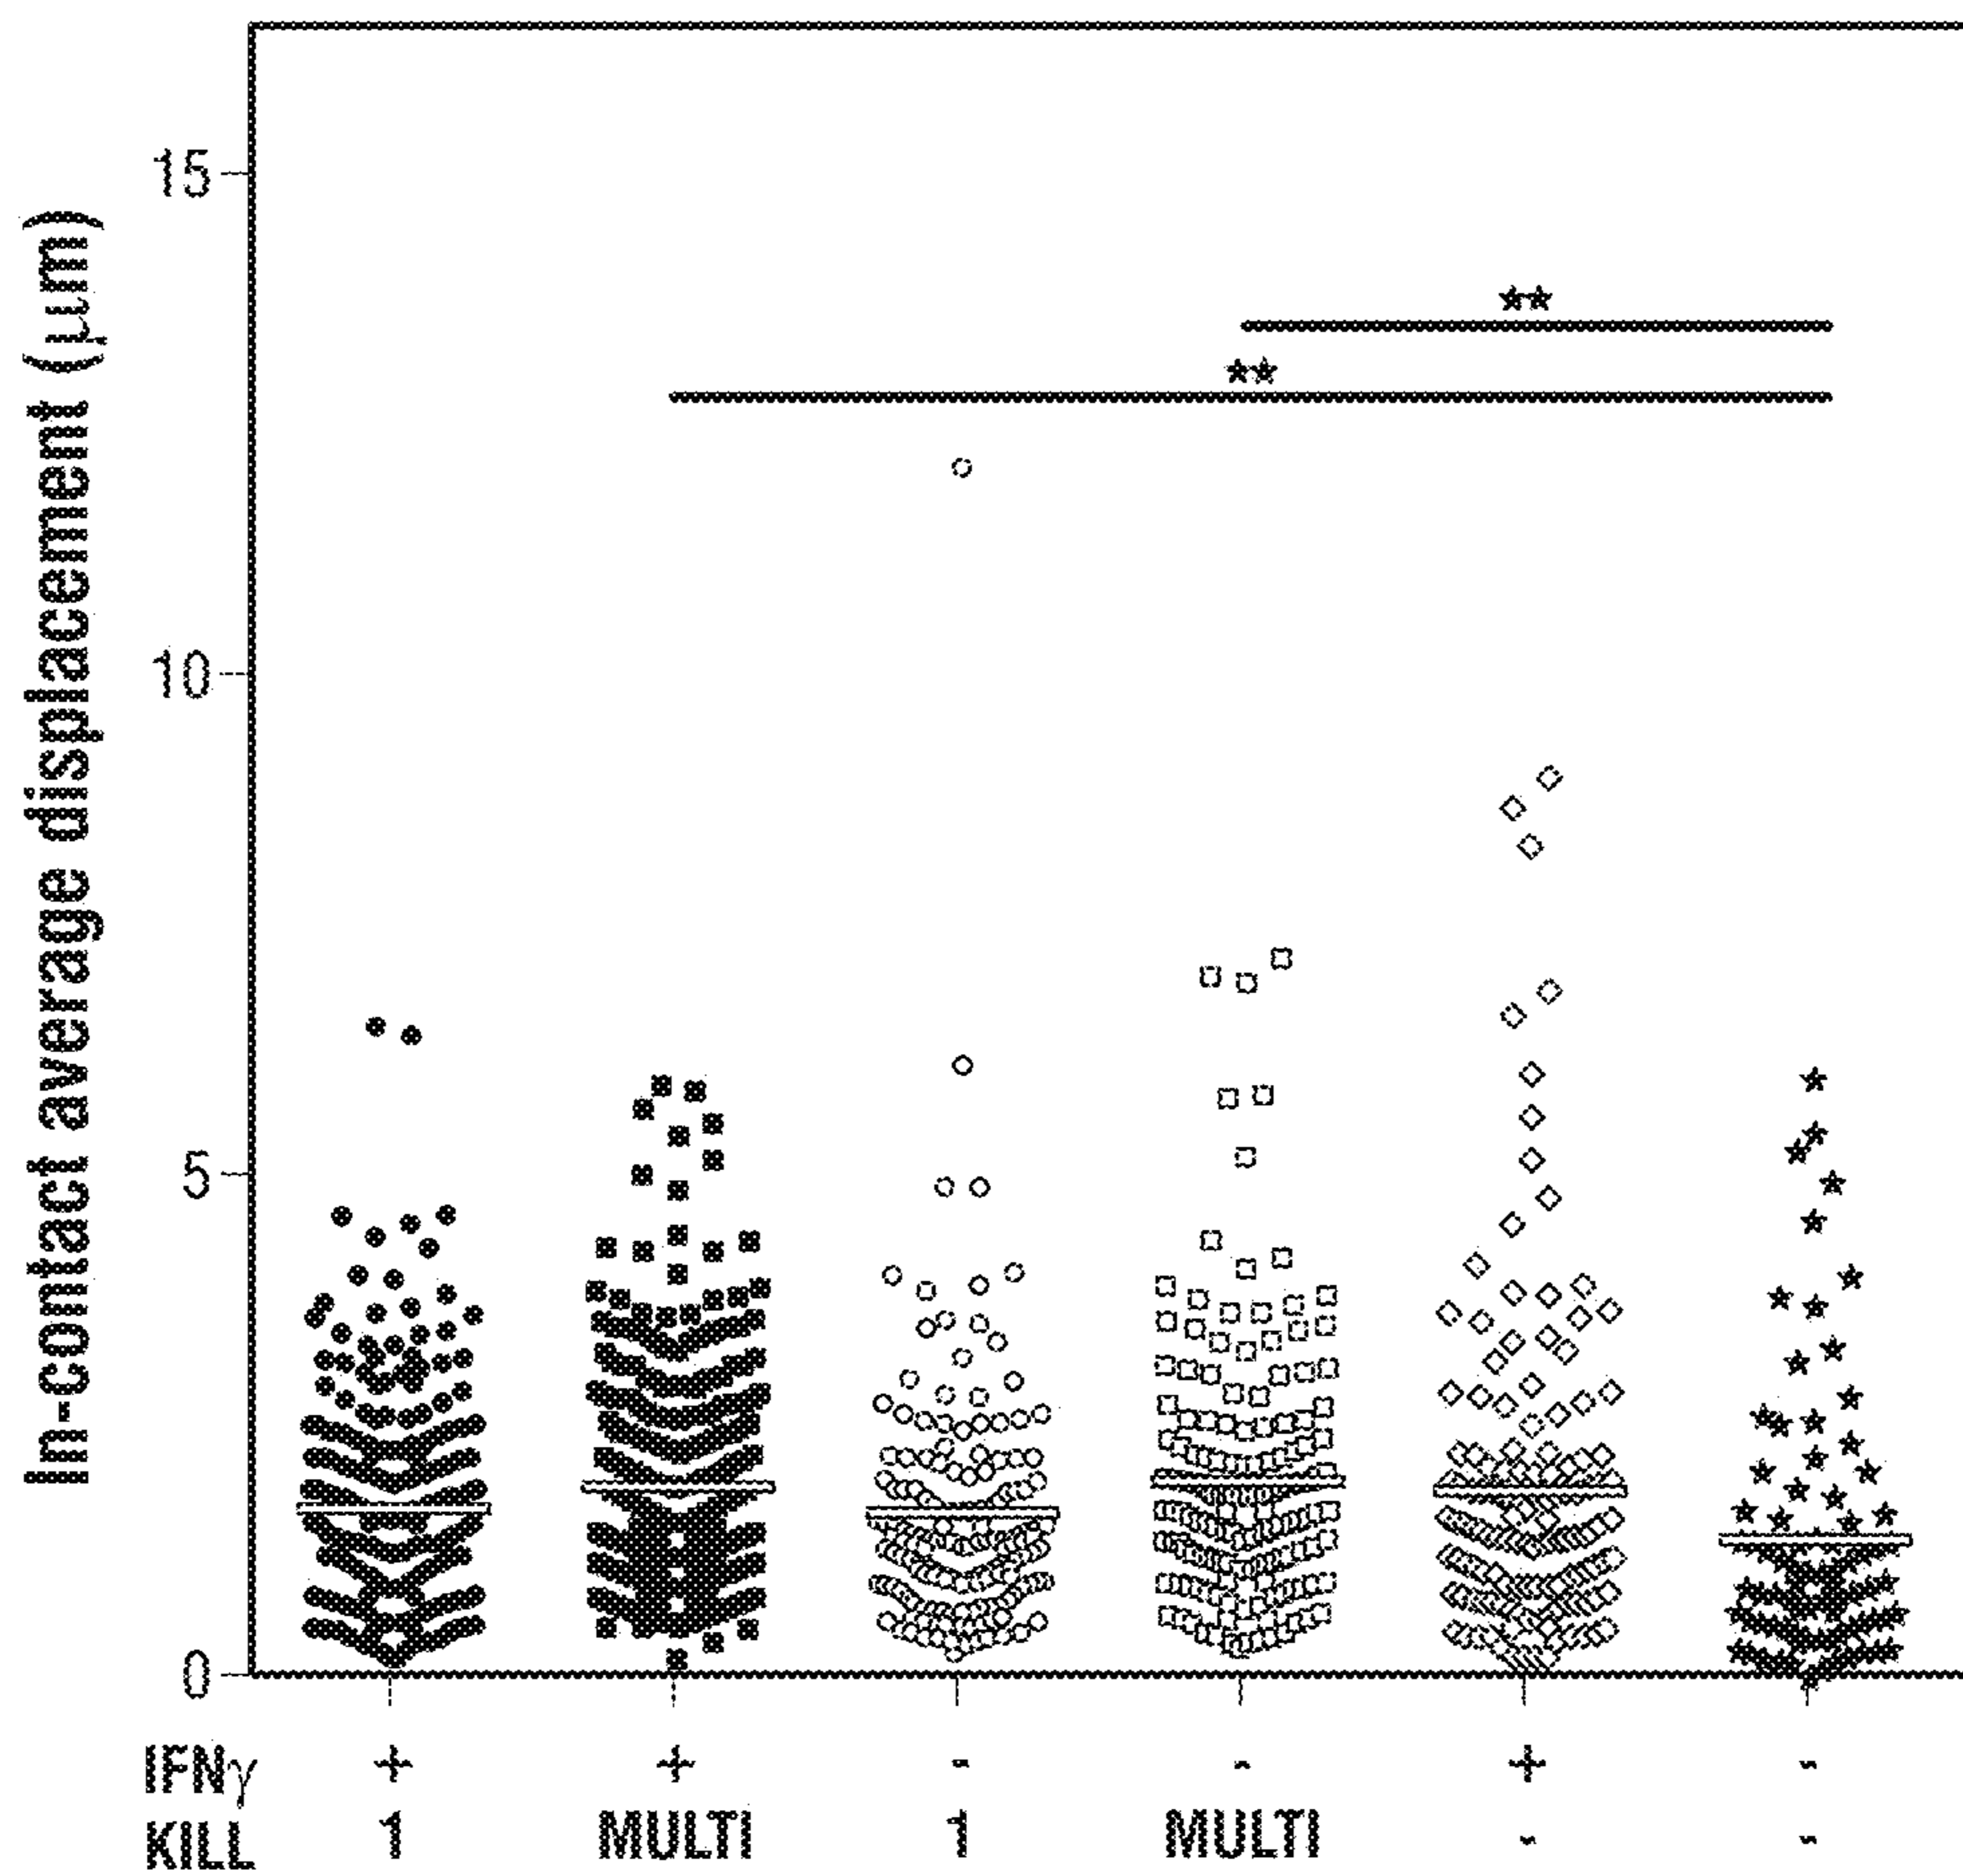 In-contact average displacement (μm)
15
10
5
0
**
**
IFNγ + + - - + -
KILL 1 MULTI 1 MULTI - -